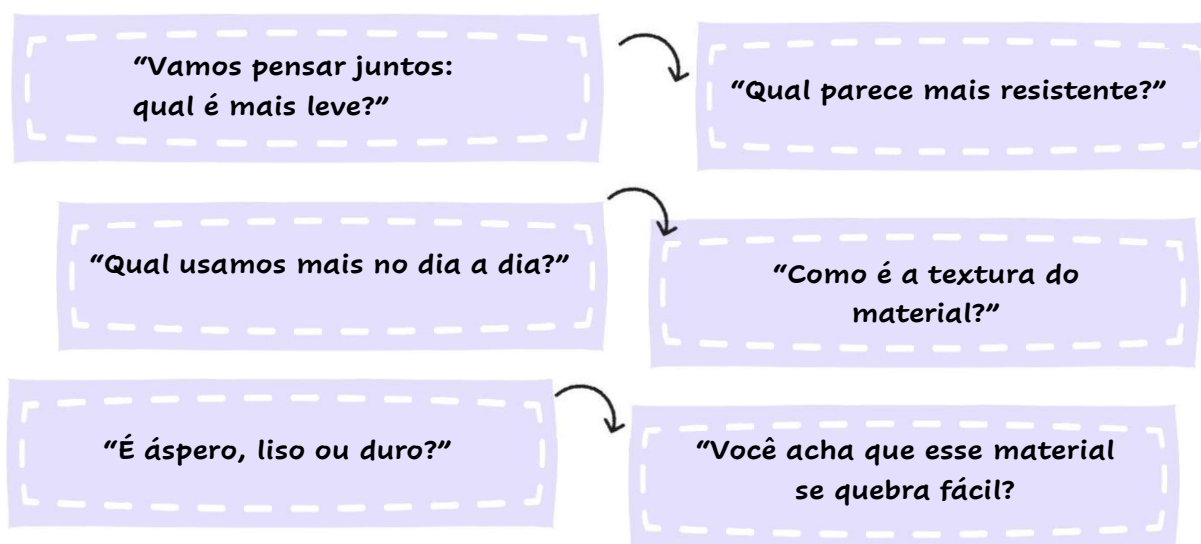 “Vamos pensar juntos:
qual é mais leve?”
“Qual parece mais resistente?”
“Qual usamos mais no dia a dia?”
“Como é a textura do
material?”
“É áspero, liso ou duro?”
“Você acha que esse material
se quebra fácil?